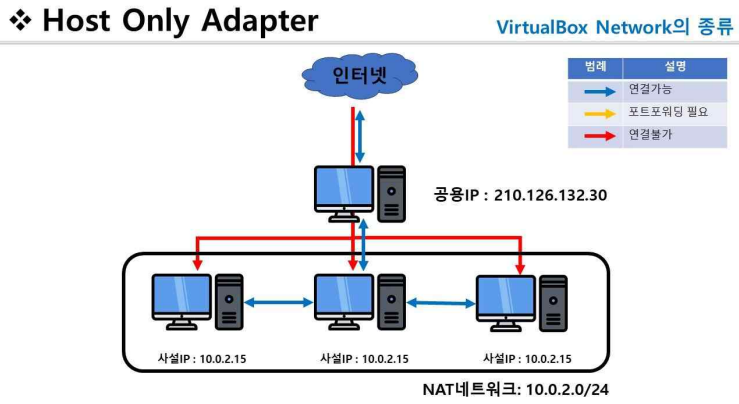 ❖ Host Only Adapter
VirtualBox Network의 종류
인터넷
범례 설명
연결가능
포트포워딩 필요
연결불가
공용IP : 210.126.132.30
사설IP : 10.0.2.15
사설IP : 10.0.2.15
사설IP : 10.0.2.15
NAT네트워크: 10.0.2.0/24